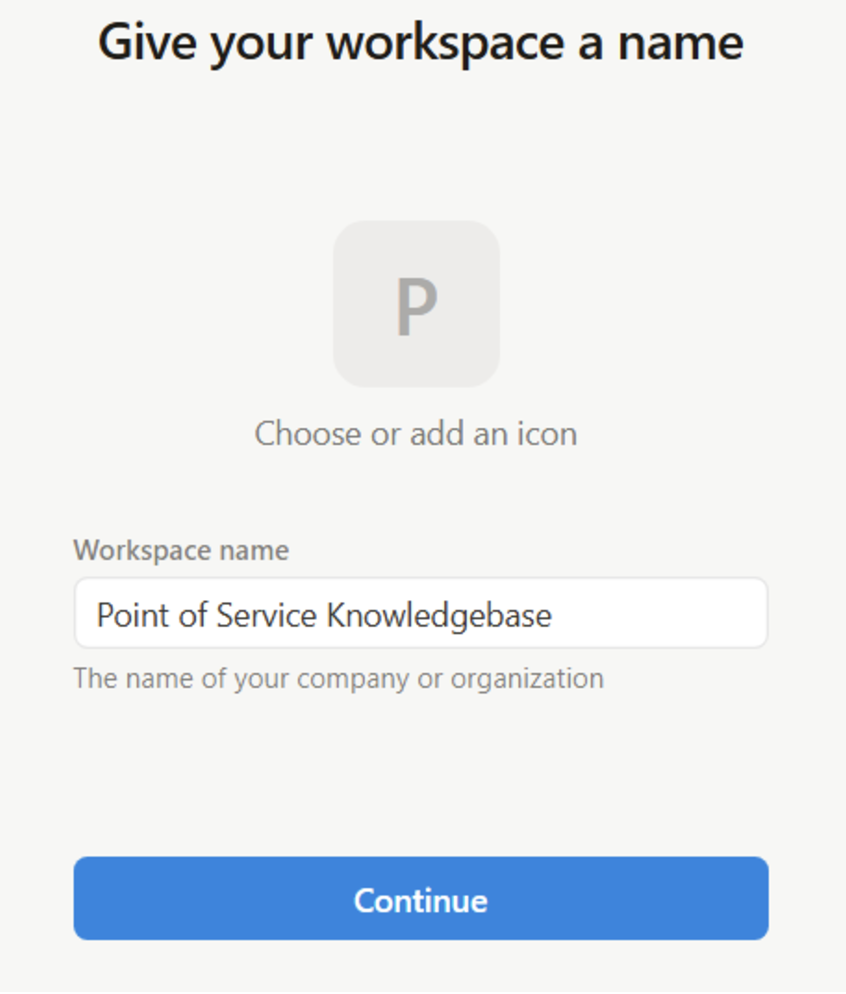 Give your workspace a name
P
Choose or add an icon
Workspace name
Point of Service Knowledgebase
The name of your company or organization
Continue